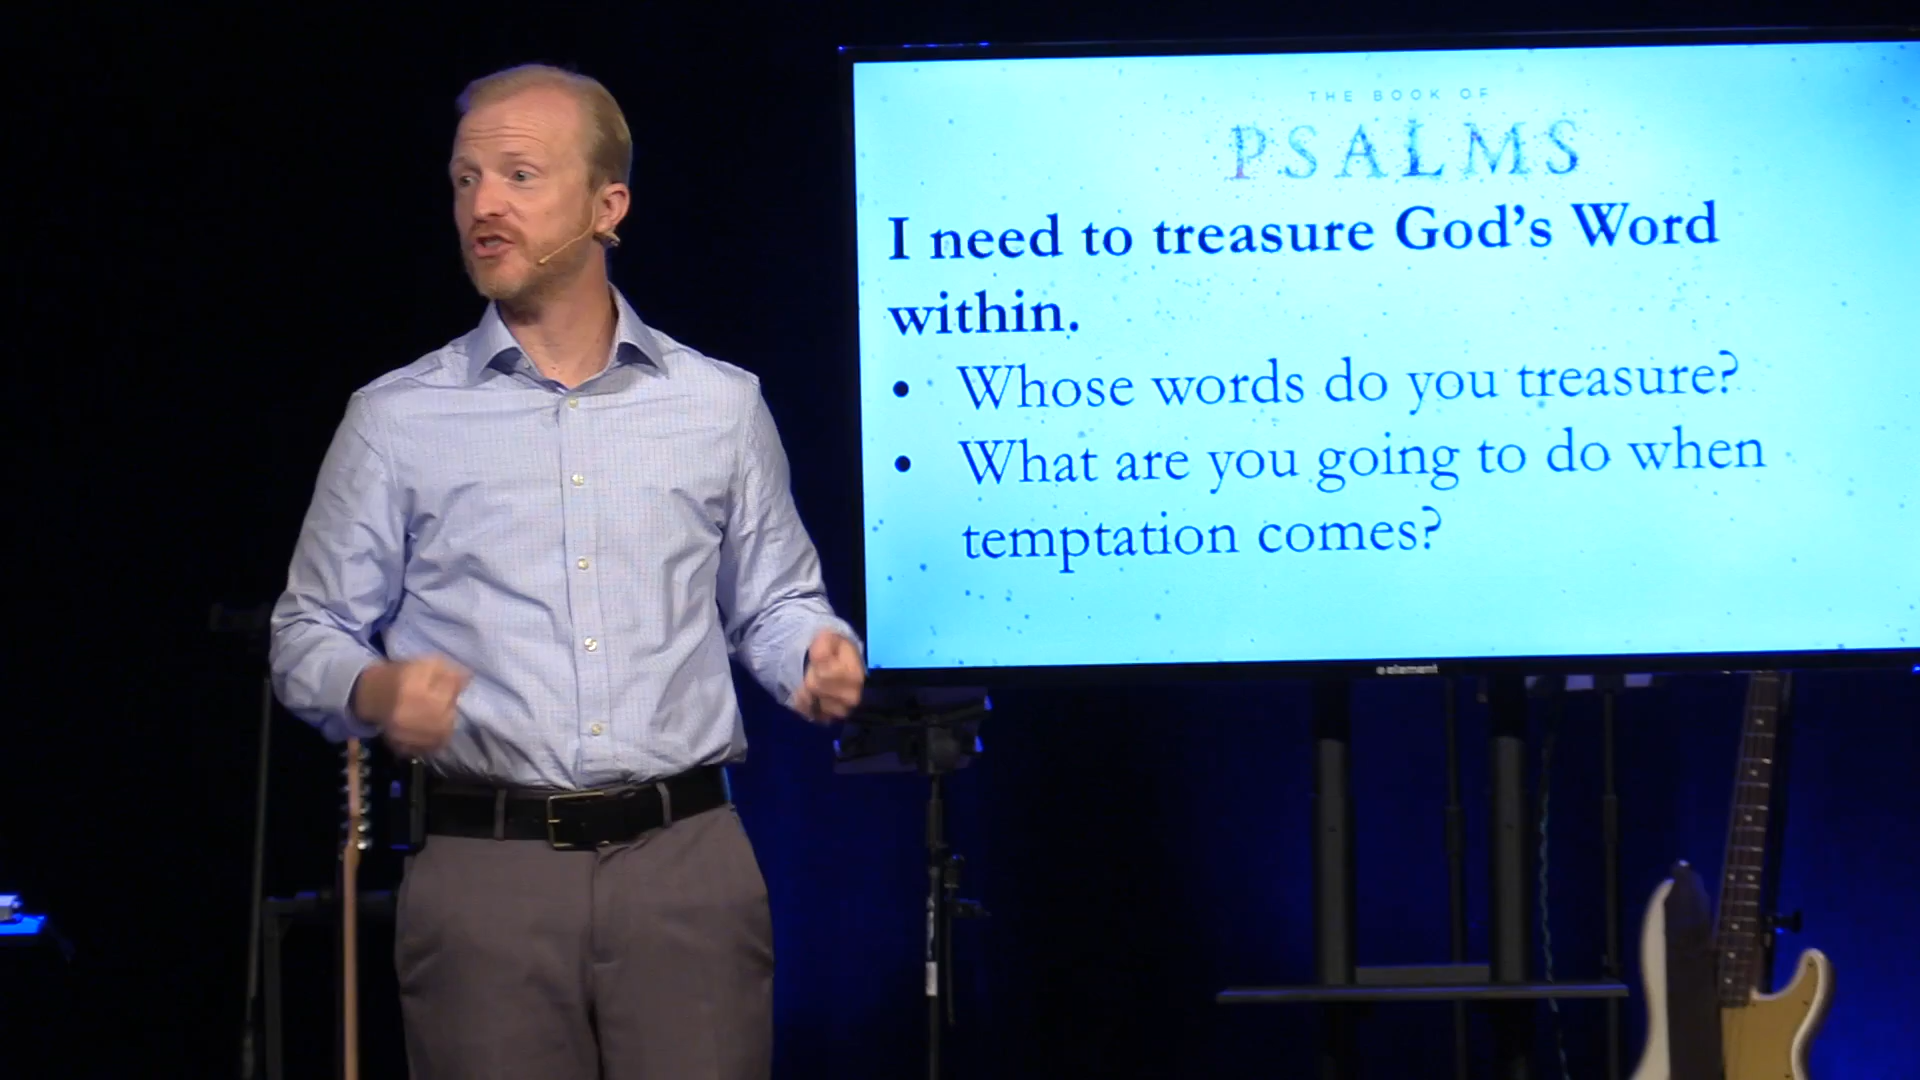 THE BOOK OF
PSALMS
I need to treasure God's Word
within.
• Whose words do you treasure?
• What are you going to do when
temptation comes?
element